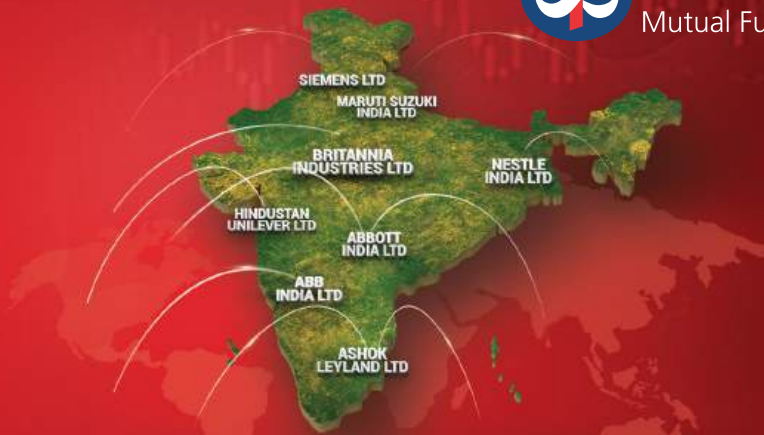 Mutual Fu
SIEMENS LTD
MARUTI SUZUKI
INDIA LTD
BRITANNIA
INDUSTRIES LTD
NESTLE
INDIA LTD
HINDUSTAN
UNILEVER LTD
ABBOTT
INDIA LTD
ABB
INDIA LTD
ASHOK
LEYLAND LTD